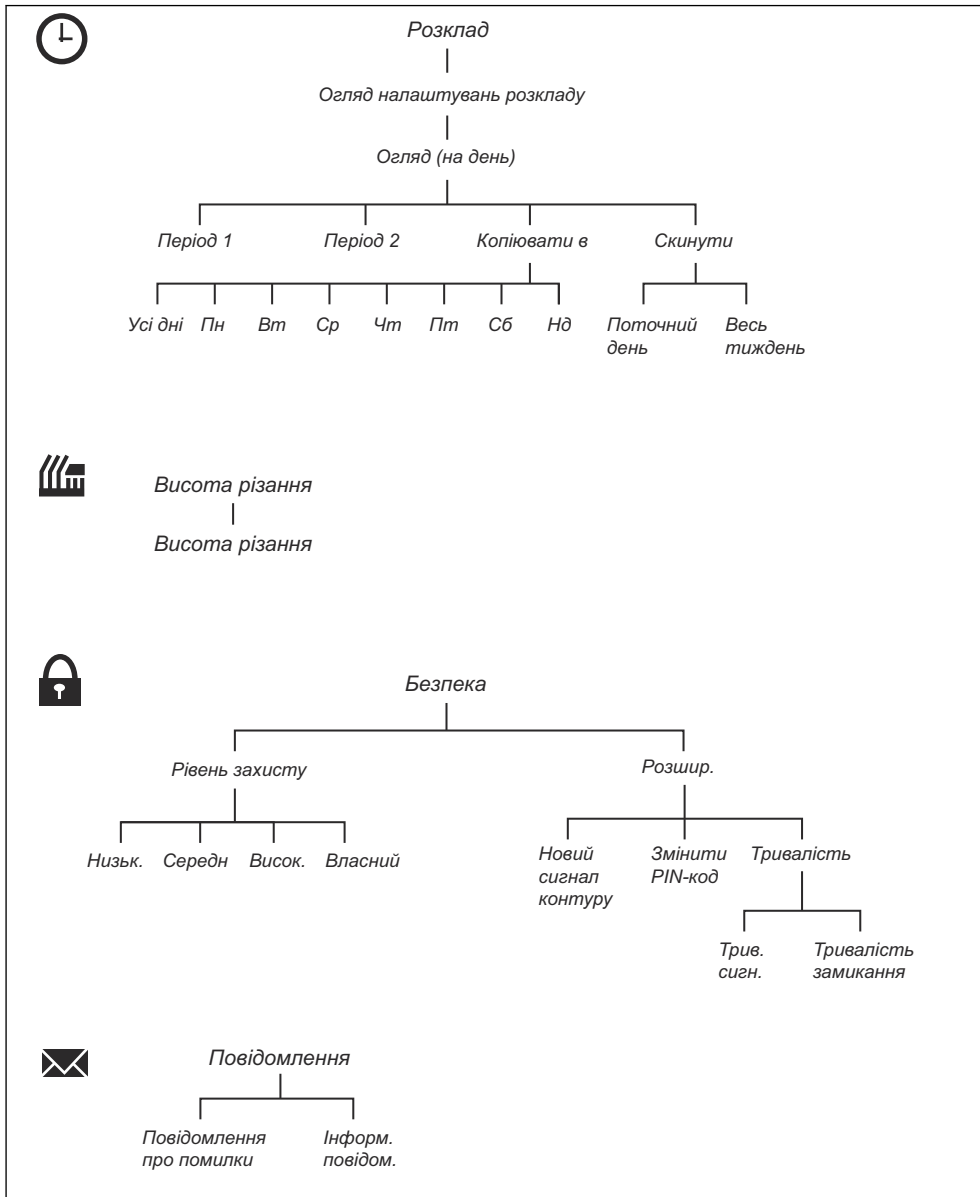 Розклад
Огляд налаштувань розкладу
Огляд (на день)
Період 1 Період 2 Копіювати в Скинути
Усі дні Пн Вт Ср Чт Пт Сб Нд Поточний день Весь тиждень
Висота різання
Висота різання
Безпека
Рівень захисту Розшир.
Низьк. Середн Висок. Власний Новий сигнал контуру Змінити PIN-код Тривалість
Трив. сигн. Тривалість замикання
Повідомлення
Повідомлення про помилки Інформ. повідом.